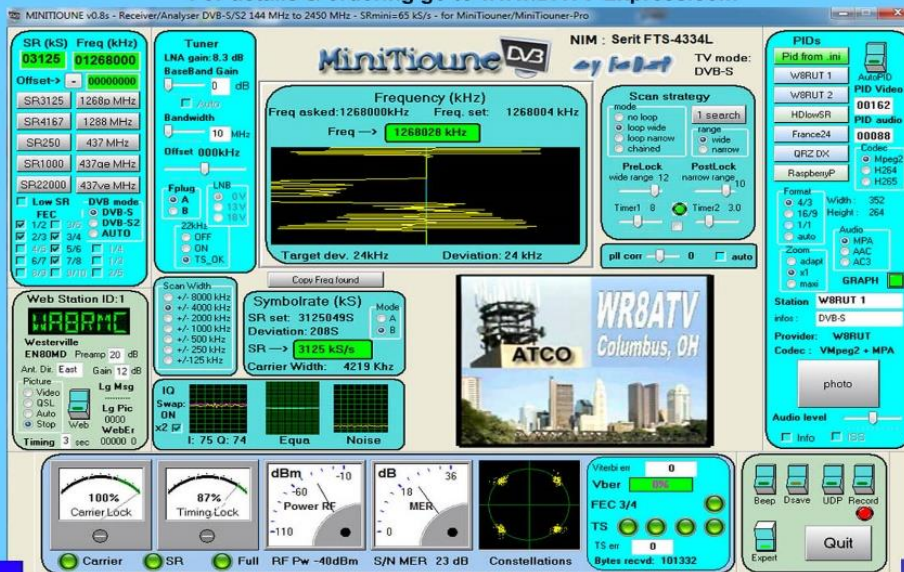 MINITIOUNE v0.8s - Receiver/Analyser DVB-S/S2 144 MHz to 2450 MHz - SRmini=65 kS/s - for MiniTiouner/MiniTiouner-Pro
SR (kS) Freq (kHz)
03125 01268000
Offset-> - 00000000
SR3125 1268p MHz
SR4167 1288 MHz
SR250 437 MHz
SR1000 437qe MHz
SR22000 437ve MHz
Low SR
FEC
1/2 3/5
2/3 3/4
4/5 5/6 1/4
6/7 7/8 1/3
8/9 9/10 2/5
DVB mode
DVB-S
DVB-S2
AUTO
Tuner
LNA gain:8.3 dB
BaseBand Gain
0 dB
Auto
Bandwidth
10 MHz
Offset 000kHz
Fplug
A
B
LNB
0 V
13V
18V
22kHz
OFF
ON
TS_OK
MiniTioune DVB
NIM : Serit FTS-4334L
TV mode:
DVB-S
Frequency (kHz)
Freq asked:1268000kHz Freq. set: 1268004 kHz
Freq —> 1268028 kHz
Target dev. 24kHz Deviation: 24 kHz
Scan strategy
mode
no loop
loop wide
loop narrow
chained
1 search
range
wide
narrow
PreLock PostLock
wide range 12 narrow range 10
Timer1 8 Timer2 3.0
pll corr 0 auto
PIDs
Pid from .ini
W8RUT 1
W8RUT 2
HDlowSR
France24
QRZ DX
RaspberryP
AutoPID
PID Video
00162
PID audio
00088
Codec
Mpeg2
H264
H265
Format
4/3
16/9
1/1
auto
Width: 352
Height: 264
Audio
MPA
AAC
AC3
Zoom
adapt
x1
maxi
GRAPH
Station W8RUT 1
infos: DVB-S
Provider: W8RUT
Codec : VMpeg2 + MPA
photo
Audio level
Info ISS
Web Station ID:1
WA8RMC
Westerville
EN80MD Preamp 20 dB
Ant. Dir. East Gain 12 dB
Picture
Video
QSL
Auto
Stop
Web
Lg Msg
Lg Pic
0000
WebEr
Timing 3 sec 00000 0
Scan Width
+/- 8000 kHz
+/- 4000 kHz
+/- 2000 kHz
+/- 1000 kHz
+/- 500 kHz
+/- 250 kHz
+/-125 kHz
Copy Freq found
Symbolrate (kS)
SR set: 3125049S
Deviation: 208S
SR —> 3125 kS/s
Carrier Width: 4219 Khz
Mode
A
B
IQ
Swap:
ON
x2
I: 75 Q: 74 Equa Noise
WR8ATV
Columbus, OH
ATCO
100%
Carrier Lock
87%
Timing Lock
Carrier SR Full
dBm -10
-60
Power RF
-110
RF Pw -40dBm
dB 36
18
MER
0
S/N MER 23 dB
Constellations
Viterbi en 0
Vber 0%
FEC 3/4
TS
TS err 0
Bytes recvd: 101332
Beep Dsave UDP Record
Expert
Quit